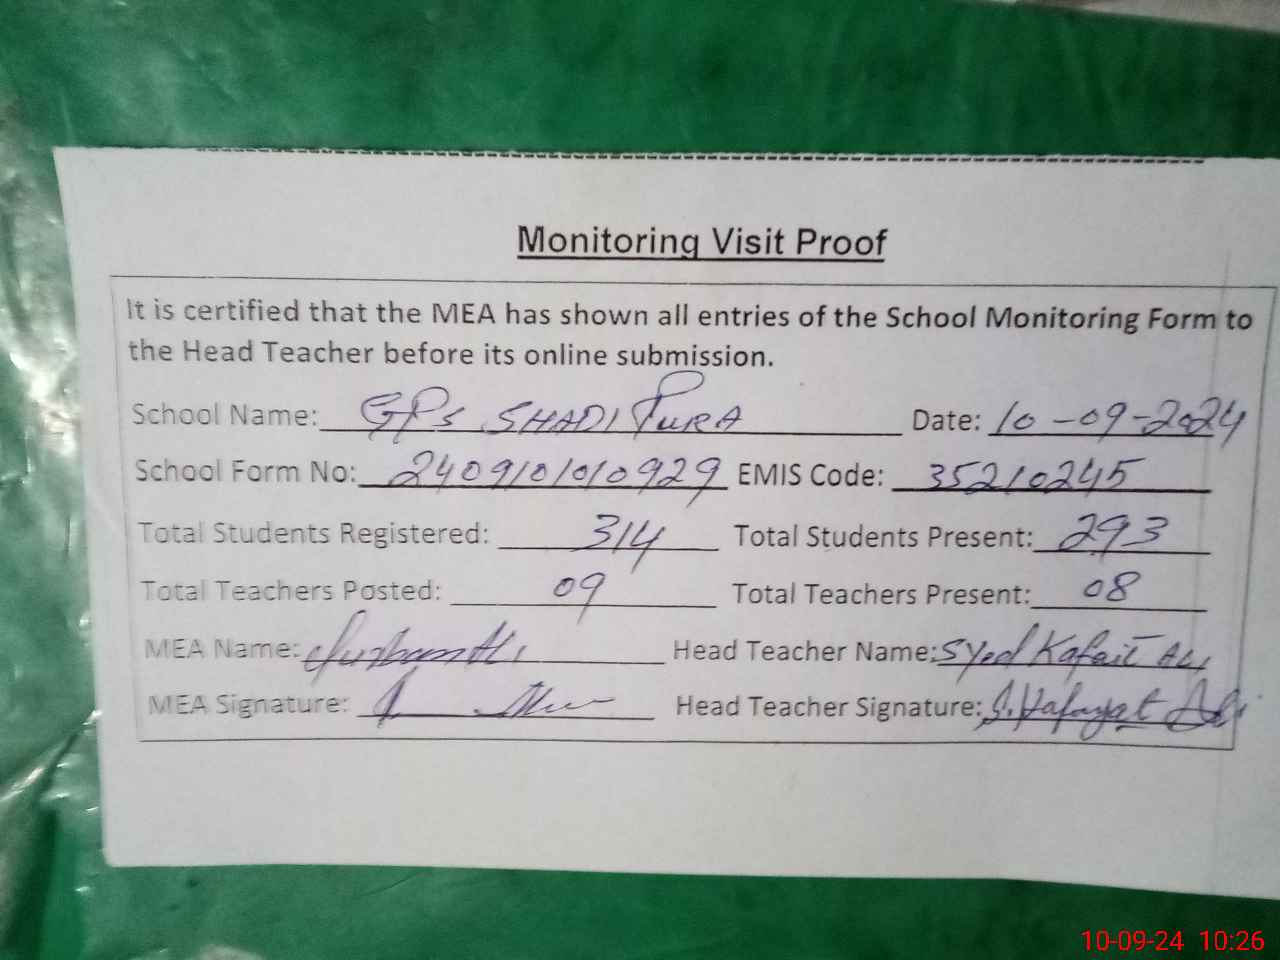 Monitoring Visit Proof
It is certified that the MEA has shown all entries of the School Monitoring Form to
the Head Teacher before its online submission.
School Name: GPS SHADI PURA Date: 10-09-2024
School Form No: 240910101010929 EMIS Code: 35210245
Total Students Registered: 314 Total Students Present: 293
Total Teachers Posted: 09 Total Teachers Present: 08
MEA Name: Head Teacher Name: Syed Kafait Ali
MEA Signature: Head Teacher Signature: S. Kafayat Ali
10-09-24 10:26